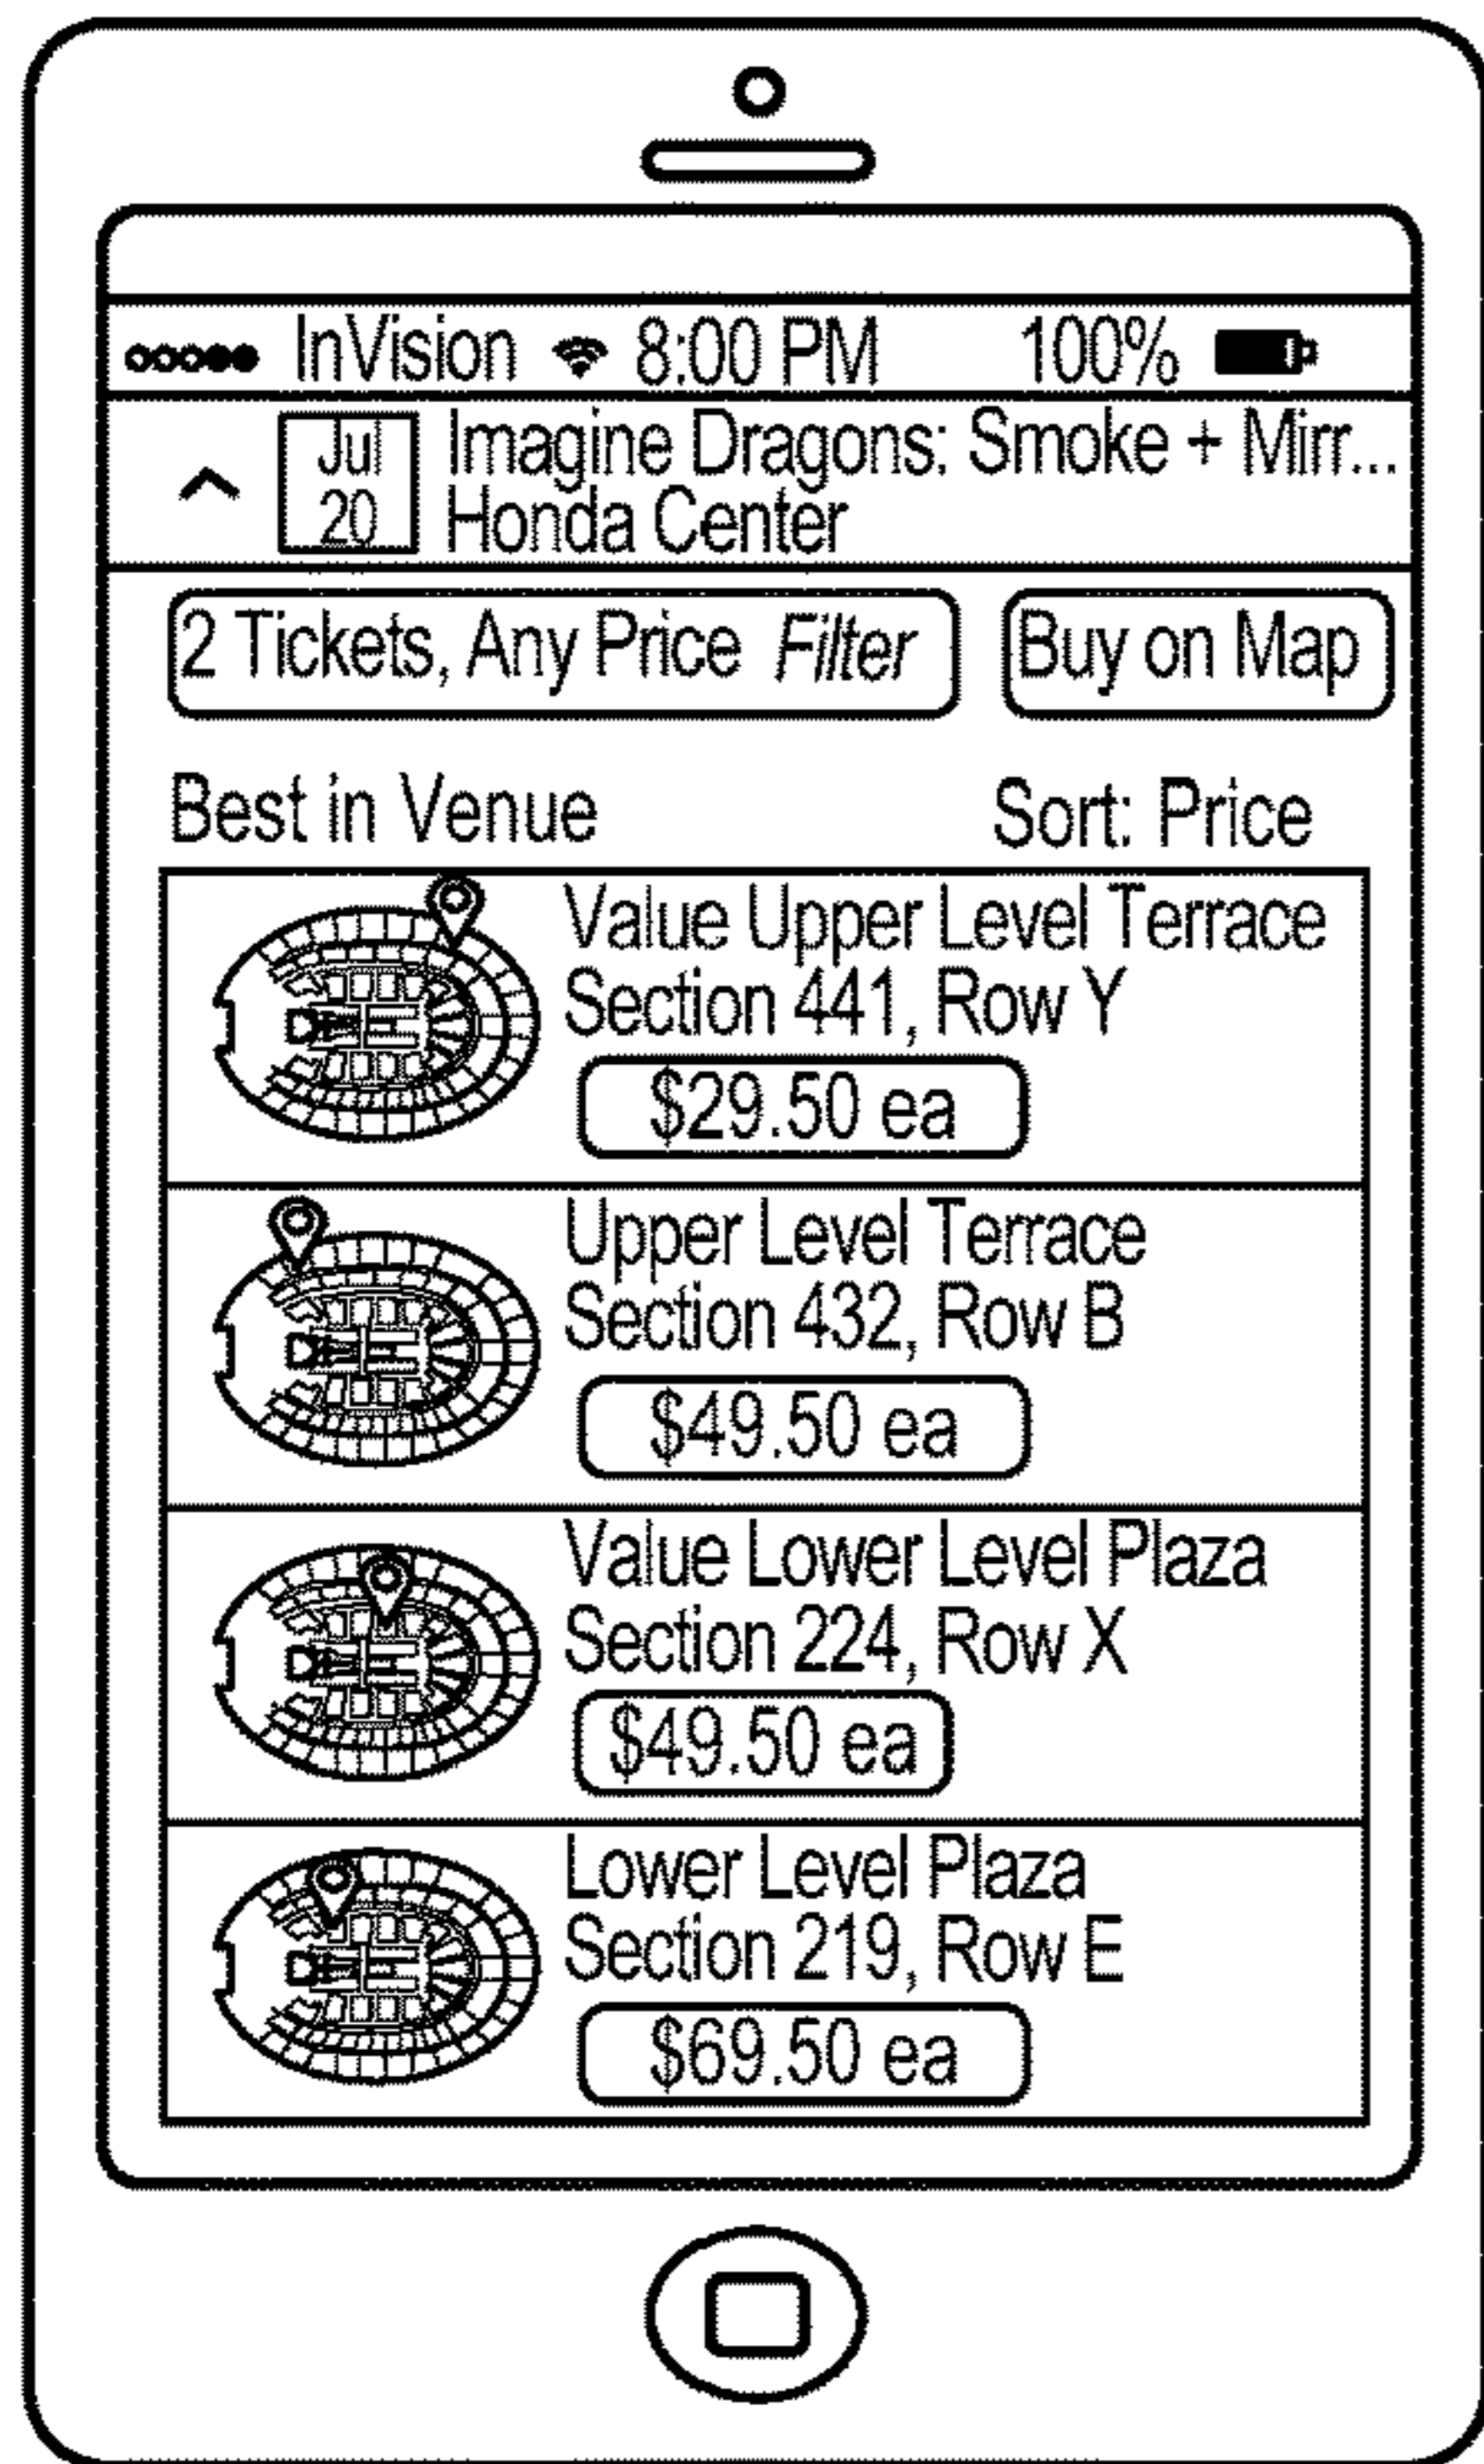 InVision 8:00 PM 100%
Jul
20
Imagine Dragons: Smoke + Mirr...
Honda Center
2 Tickets, Any Price Filter
Buy on Map
Best in Venue
Sort: Price
Value Upper Level Terrace
Section 441, Row Y
$29.50 ea
Upper Level Terrace
Section 432, Row B
$49.50 ea
Value Lower Level Plaza
Section 224, Row X
$49.50 ea
Lower Level Plaza
Section 219, Row E
$69.50 ea